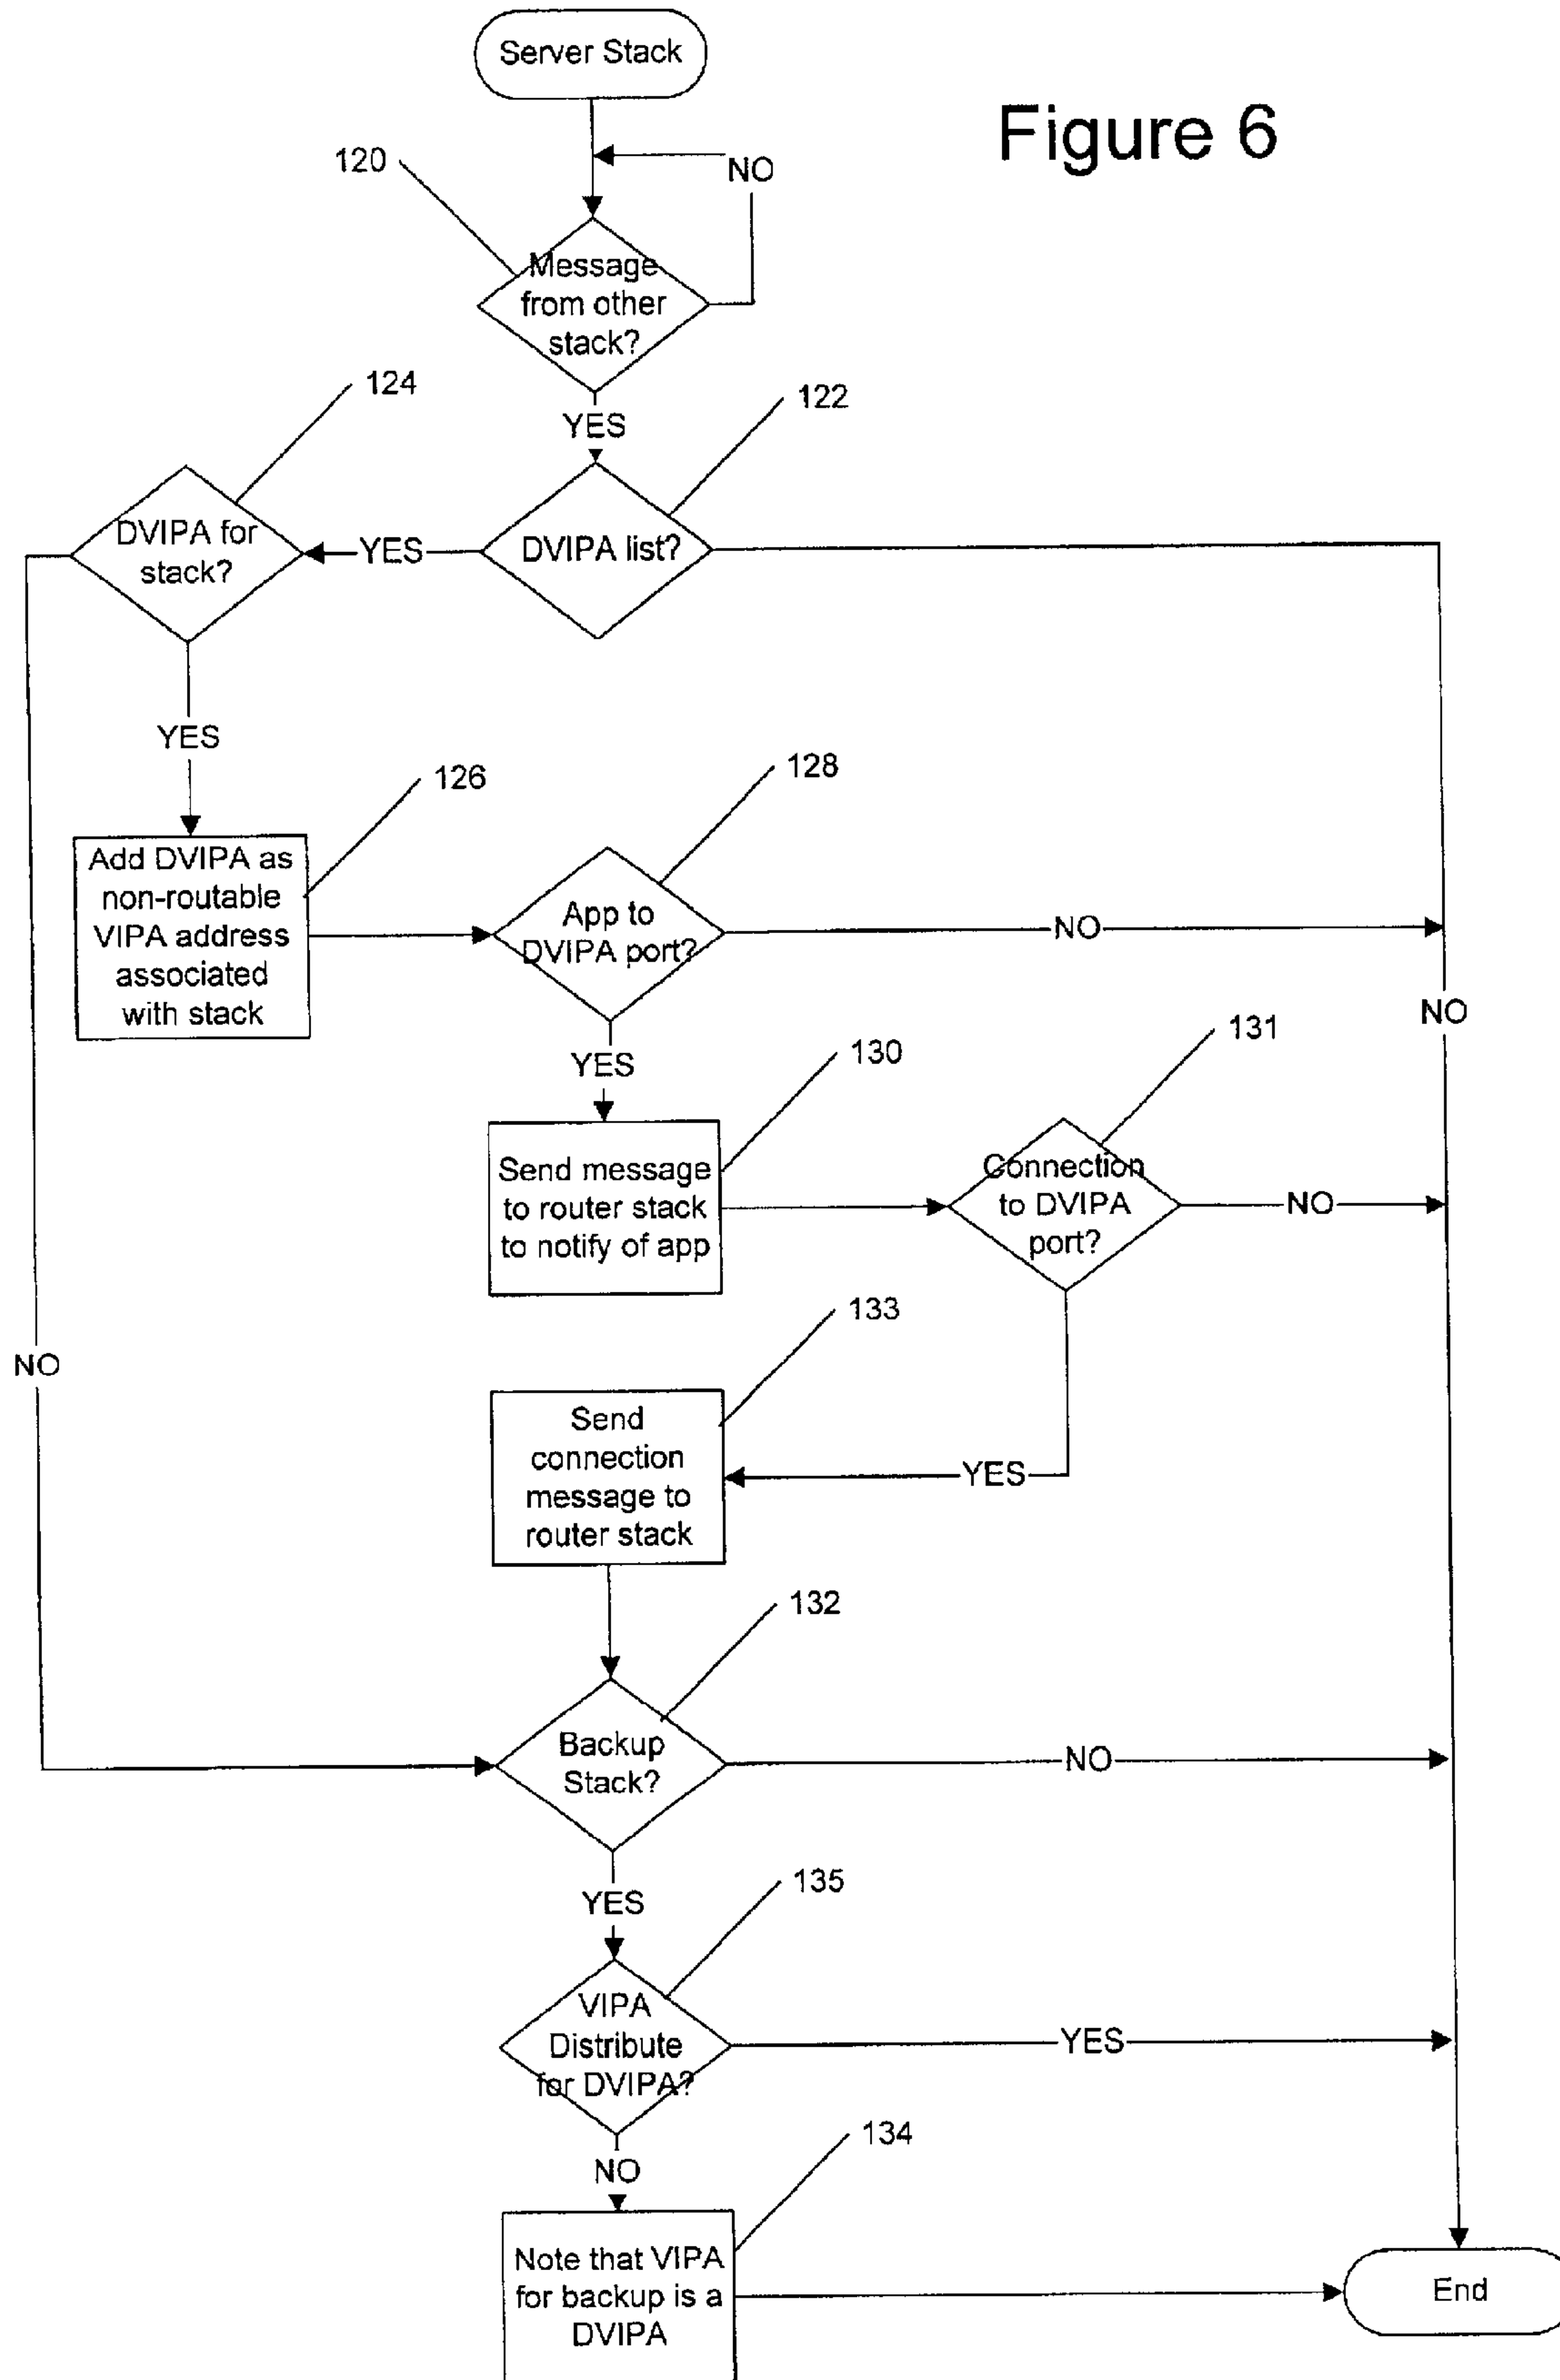 Server Stack
Figure 6
120
NO
Message
from other
stack?
124
YES
122
DVIPA for
stack?
YES
DVIPA list?
YES
126
128
Add DVIPA as
non-routable
VIPA address
associated
with stack
App to
DVIPA port?
NO
NO
131
YES
130
Send message
to router stack
to notify of app
Connection
to DVIPA
port?
NO
133
NO
Send
connection
message to
router stack
YES
132
Backup
Stack?
NO
135
YES
VIPA
Distribute
for DVIPA?
YES
134
NO
Note that VIPA
for backup is a
DVIPA
End